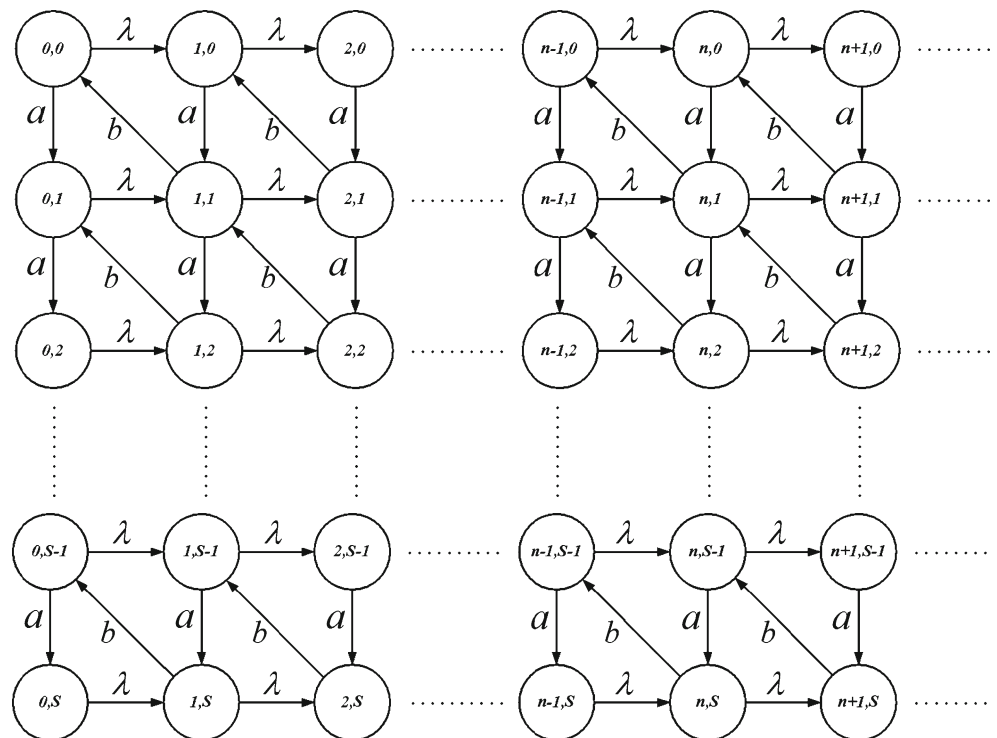 0,0 λ 1,0 λ 2,0 n-1,0 λ n,0 λ n+1,0
a b a b a a b a b a
0,1 λ 1,1 λ 2,1 n-1,1 λ n,1 λ n+1,1
a b a b a a b a b a
0,2 λ 1,2 λ 2,2 n-1,2 λ n,2 λ n+1,2
0,S-1 λ 1,S-1 λ 2,S-1 n-1,S-1 λ n,S-1 λ n+1,S-1
a b a b a a b a b a
0,S λ 1,S λ 2,S n-1,S λ n,S λ n+1,S